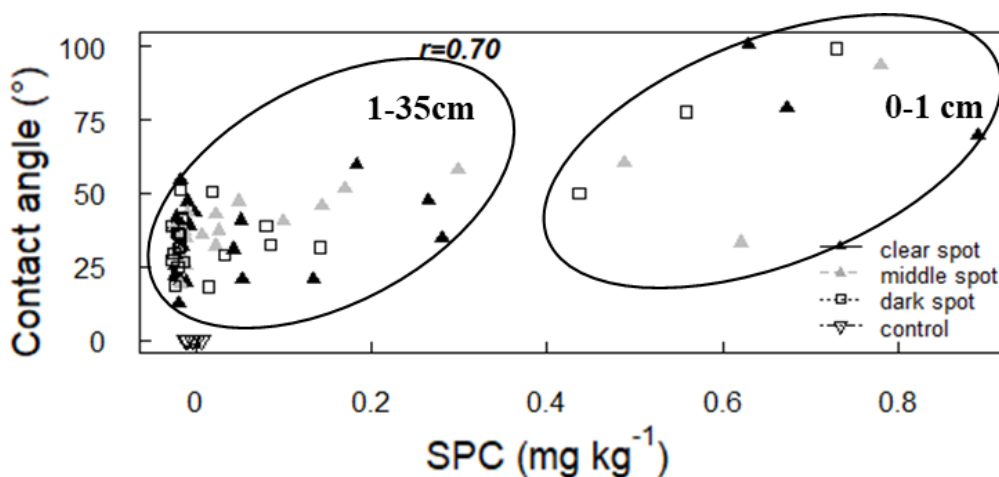 r=0.70
1-35cm
0-1 cm
Contact angle (°)
100
75
50
25
0
clear spot
middle spot
dark spot
control
0 0.2 0.4 0.6 0.8
SPC (mg kg⁻¹)